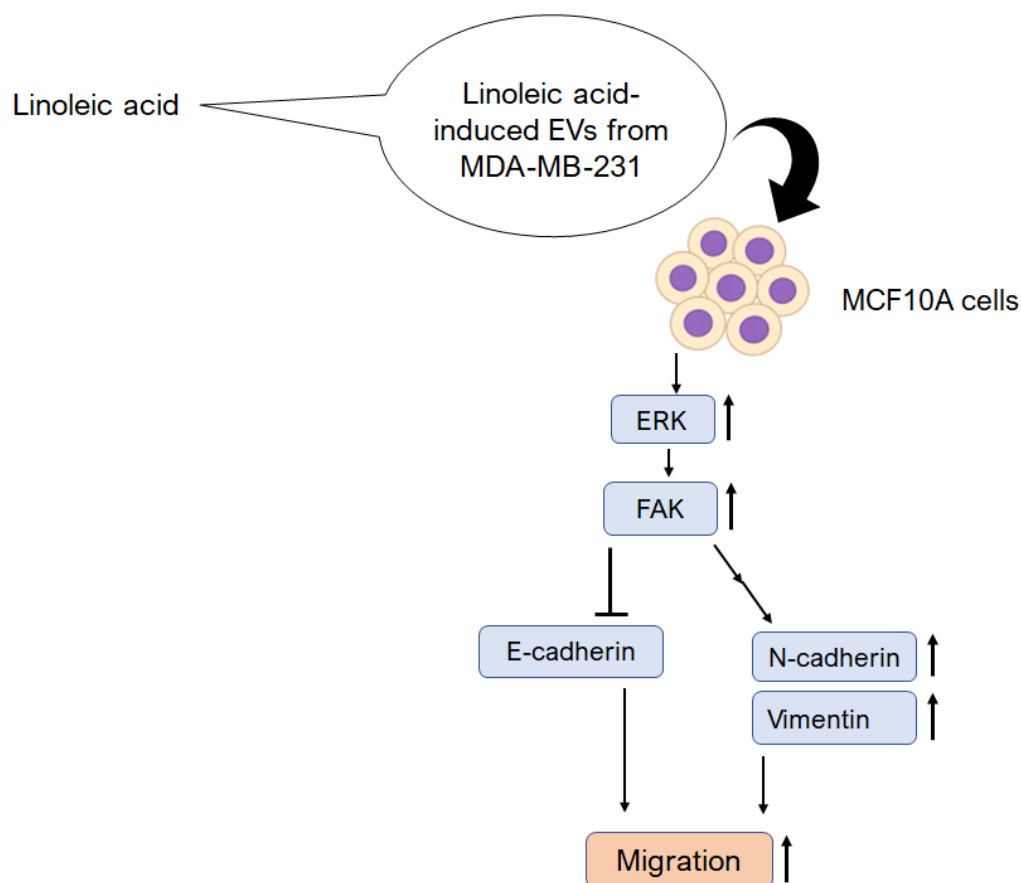 Linoleic acid
Linoleic acid-
induced EVs from
MDA-MB-231
MCF10A cells
ERK
FAK
E-cadherin
N-cadherin
Vimentin
Migration